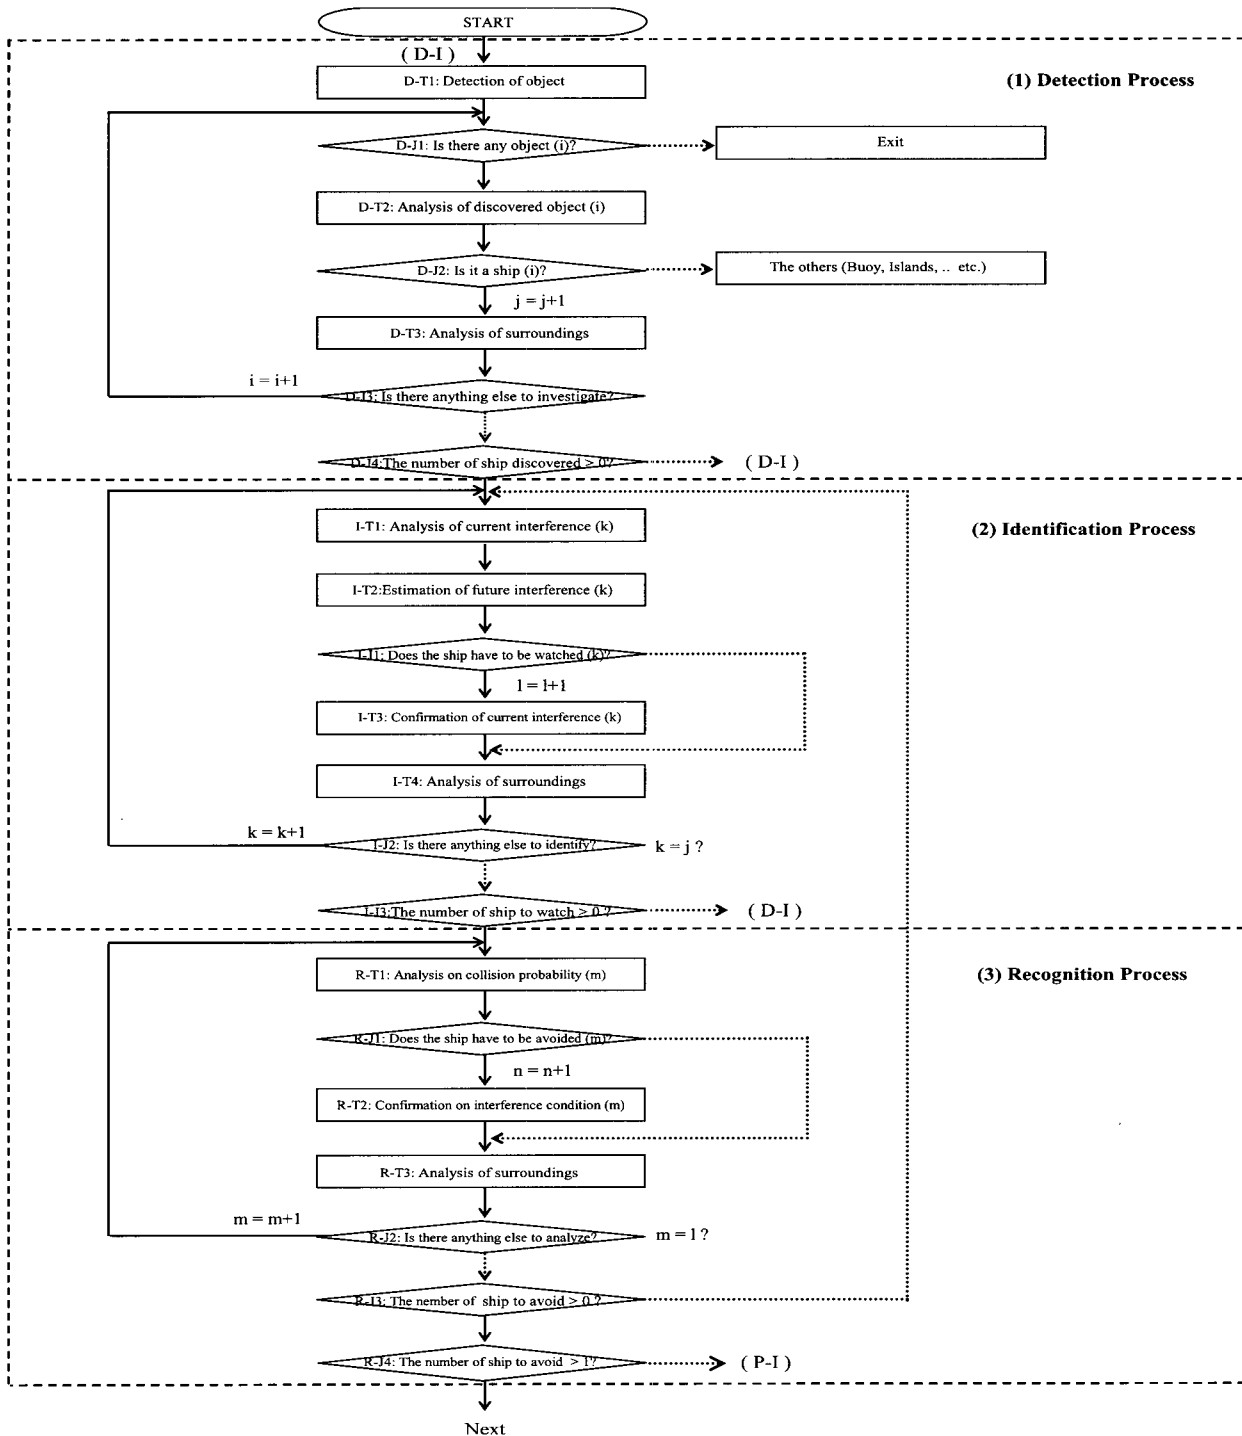 START
( D-I )
D-T1: Detection of object
(1) Detection Process
D-J1: Is there any object (i)?
Exit
D-T2: Analysis of discovered object (i)
D-J2: Is it a ship (i)?
The others (Buoy, Islands, .. etc.)
j = j+1
D-T3: Analysis of surroundings
i = i+1
D-J3: Is there anything else to investigate?
D-J4:The number of ship discovered > 0?
( D-I )
I-T1: Analysis of current interference (k)
(2) Identification Process
I-T2:Estimation of future interference (k)
I-J1: Does the ship have to be watched (k)?
l = l+1
I-T3: Confirmation of current interference (k)
I-T4: Analysis of surroundings
k = k+1
I-J2: Is there anything else to identify?
k = j ?
I-J3:The number of ship to watch > 0 ?
( D-I )
R-T1: Analysis on collision probability (m)
(3) Recognition Process
R-J1: Does the ship have to be avoided (m)?
n = n+1
R-T2: Confirmation on interference condition (m)
R-T3: Analysis of surroundings
m = m+1
R-J2: Is there anything else to analyze?
m = l ?
R-J3: The nember of ship to avoid > 0 ?
R-J4: The number of ship to avoid > 1?
( P-I )
Next